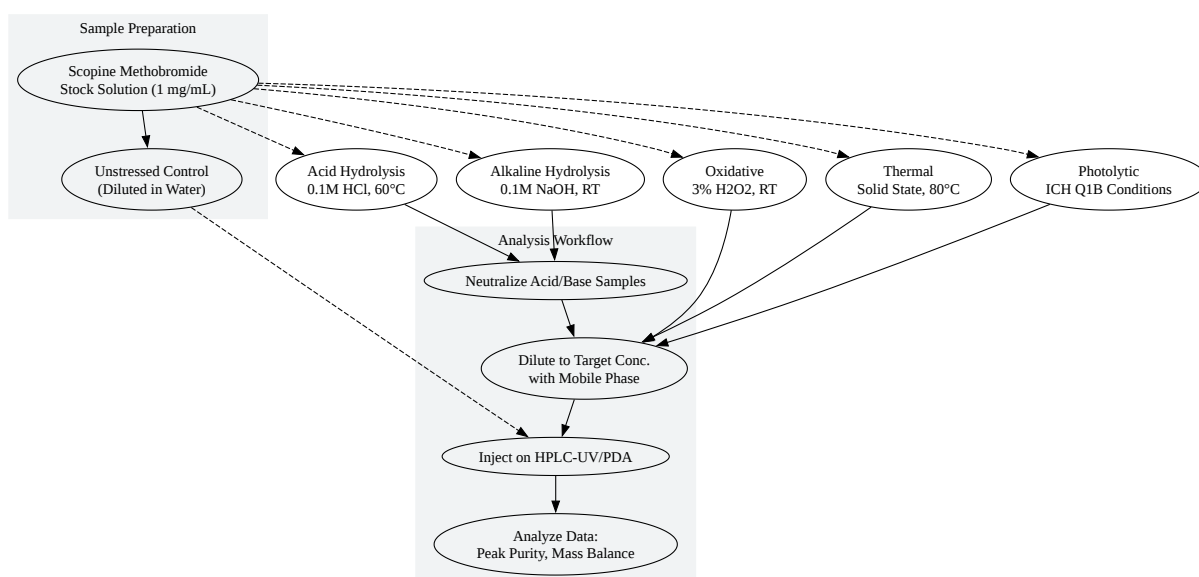 Sample Preparation
Scopine Methobromide
Stock Solution (1 mg/mL)
Unstressed Control
(Diluted in Water)
Acid Hydrolysis
0.1M HCl, 60°C
Alkaline Hydrolysis
0.1M NaOH, RT
Oxidative
3% H2O2, RT
Thermal
Solid State, 80°C
Photolytic
ICH Q1B Conditions
Analysis Workflow
Neutralize Acid/Base Samples
Dilute to Target Conc.
with Mobile Phase
Inject on HPLC-UV/PDA
Analyze Data:
Peak Purity, Mass Balance